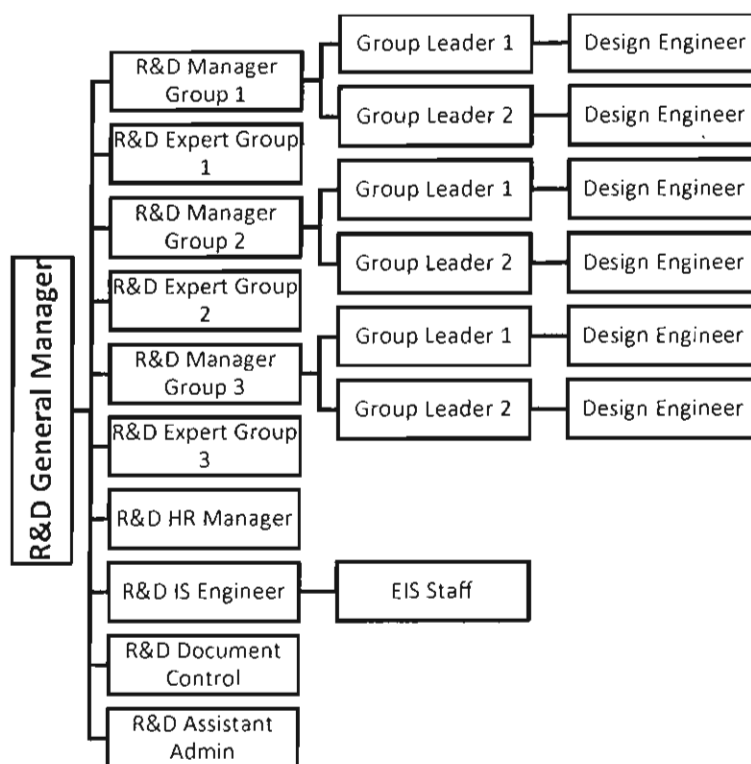 R&D General Manager
R&D Manager
Group 1
Group Leader 1
Design Engineer
Group Leader 2
Design Engineer
R&D Expert Group
1
R&D Manager
Group 2
Group Leader 1
Design Engineer
Group Leader 2
Design Engineer
R&D Expert Group
2
R&D Manager
Group 3
Group Leader 1
Design Engineer
Group Leader 2
Design Engineer
R&D Expert Group
3
R&D HR Manager
R&D IS Engineer
EIS Staff
R&D Document
Control
R&D Assistant
Admin